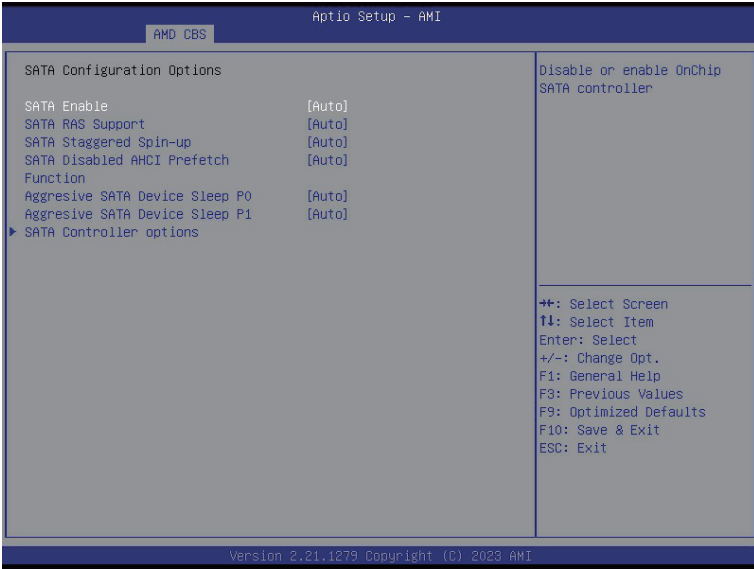 Aptio Setup – AMI
AMD CBS
SATA Configuration Options
SATA Enable [Auto]
SATA RAS Support [Auto]
SATA Staggered Spin-up [Auto]
SATA Disabled AHCI Prefetch [Auto]
Function
Aggresive SATA Device Sleep P0 [Auto]
Aggresive SATA Device Sleep P1 [Auto]
SATA Controller options
Disable or enable OnChip
SATA controller
→←: Select Screen
↑↓: Select Item
Enter: Select
+/-: Change Opt.
F1: General Help
F3: Previous Values
F9: Optimized Defaults
F10: Save & Exit
ESC: Exit
Version 2.21.1279 Copyright (C) 2023 AMI